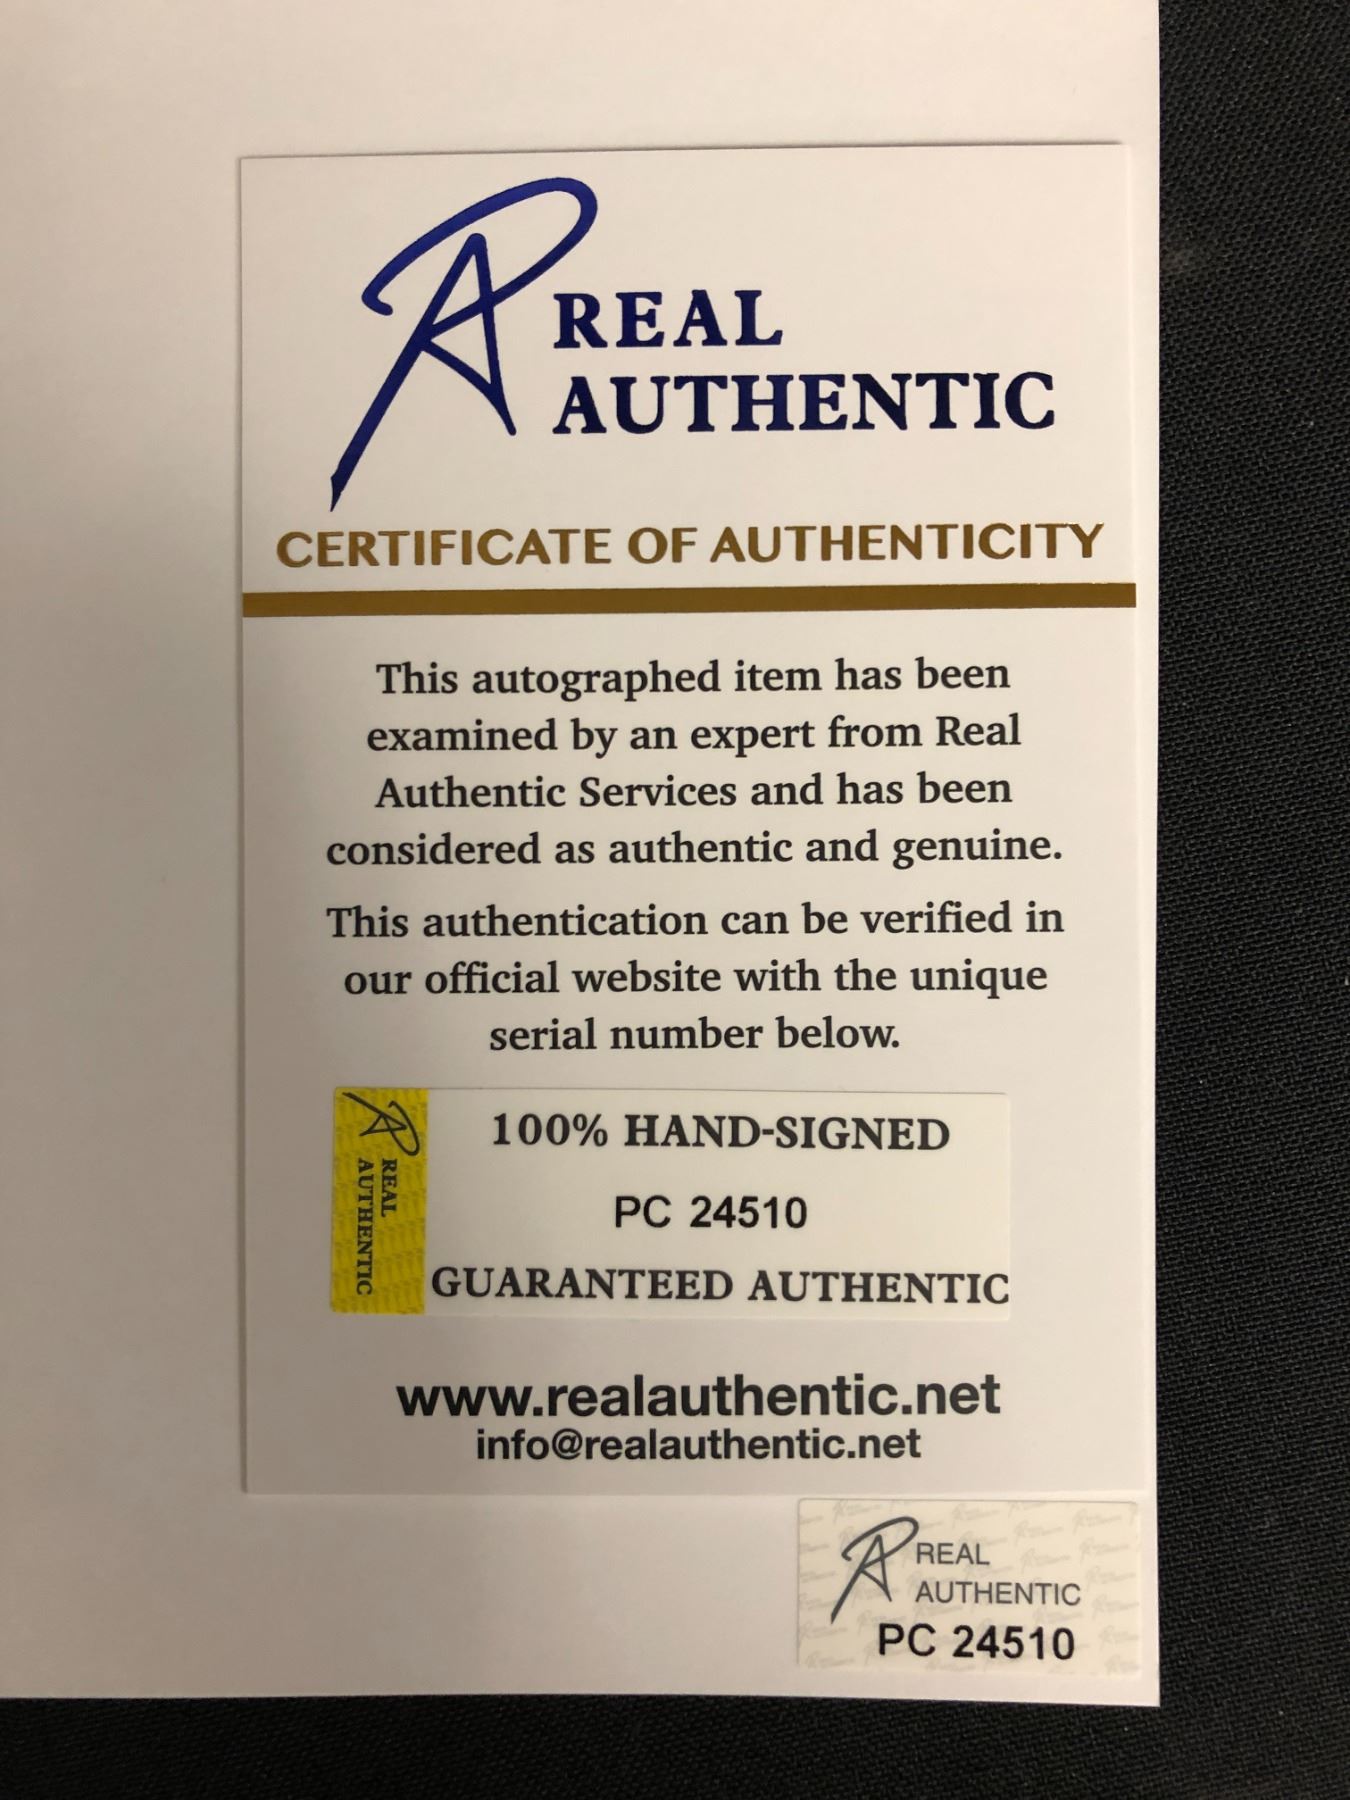 REAL
AUTHENTIC
CERTIFICATE OF AUTHENTICITY
This autographed item has been
examined by an expert from Real
Authentic Services and has been
considered as authentic and genuine.
This authentication can be verified in
our official website with the unique
serial number below.
REAL
AUTHENTIC
100% HAND-SIGNED
PC 24510
GUARANTEED AUTHENTIC
www.realauthentic.net
info@realauthentic.net
REAL
AUTHENTIC
PC 24510